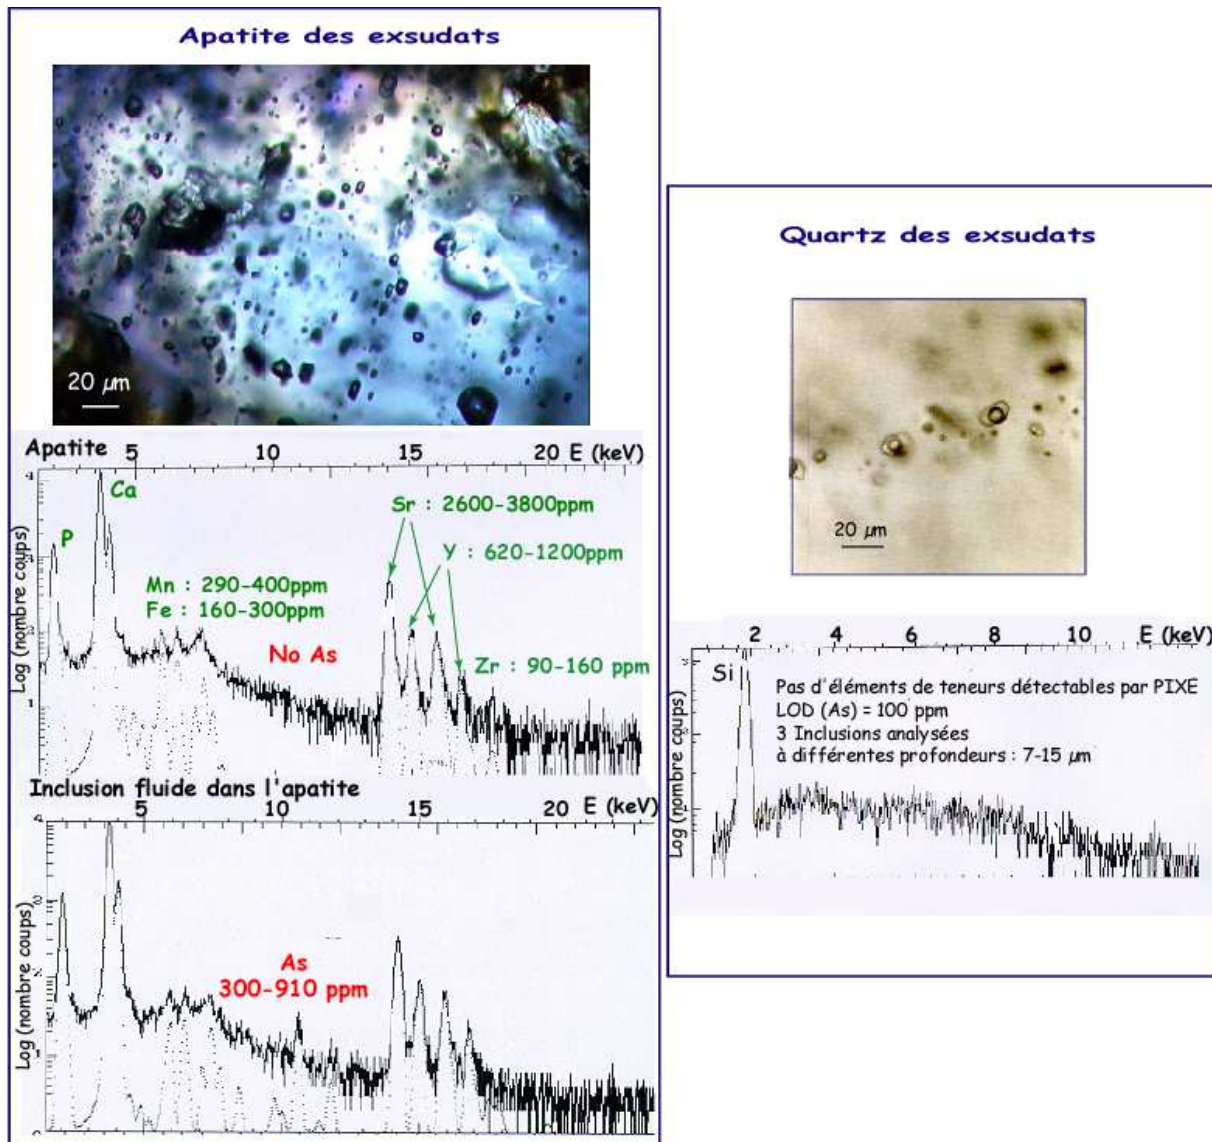 Apatite des exsudats
20 µm
Apatite
5 10 15 20 E (keV)
4
Ca
P
Sr : 2600-3800ppm
Y : 620-1200ppm
Mn : 290-400ppm
Fe : 160-300ppm
No As
Zr : 90-160 ppm
1
Log (nombre coups)
Inclusion fluide dans l'apatite
5 10 15 20 E (keV)
As
300-910 ppm
1
Log (nombre coups)
Quartz des exsudats
20 µm
2 4 6 8 10 E (keV)
Si
Pas d'éléments de teneurs détectables par PIXE
LOD (As) = 100 ppm
3 Inclusions analysées
à différentes profondeurs : 7-15 µm
1
Log (nombre coups)